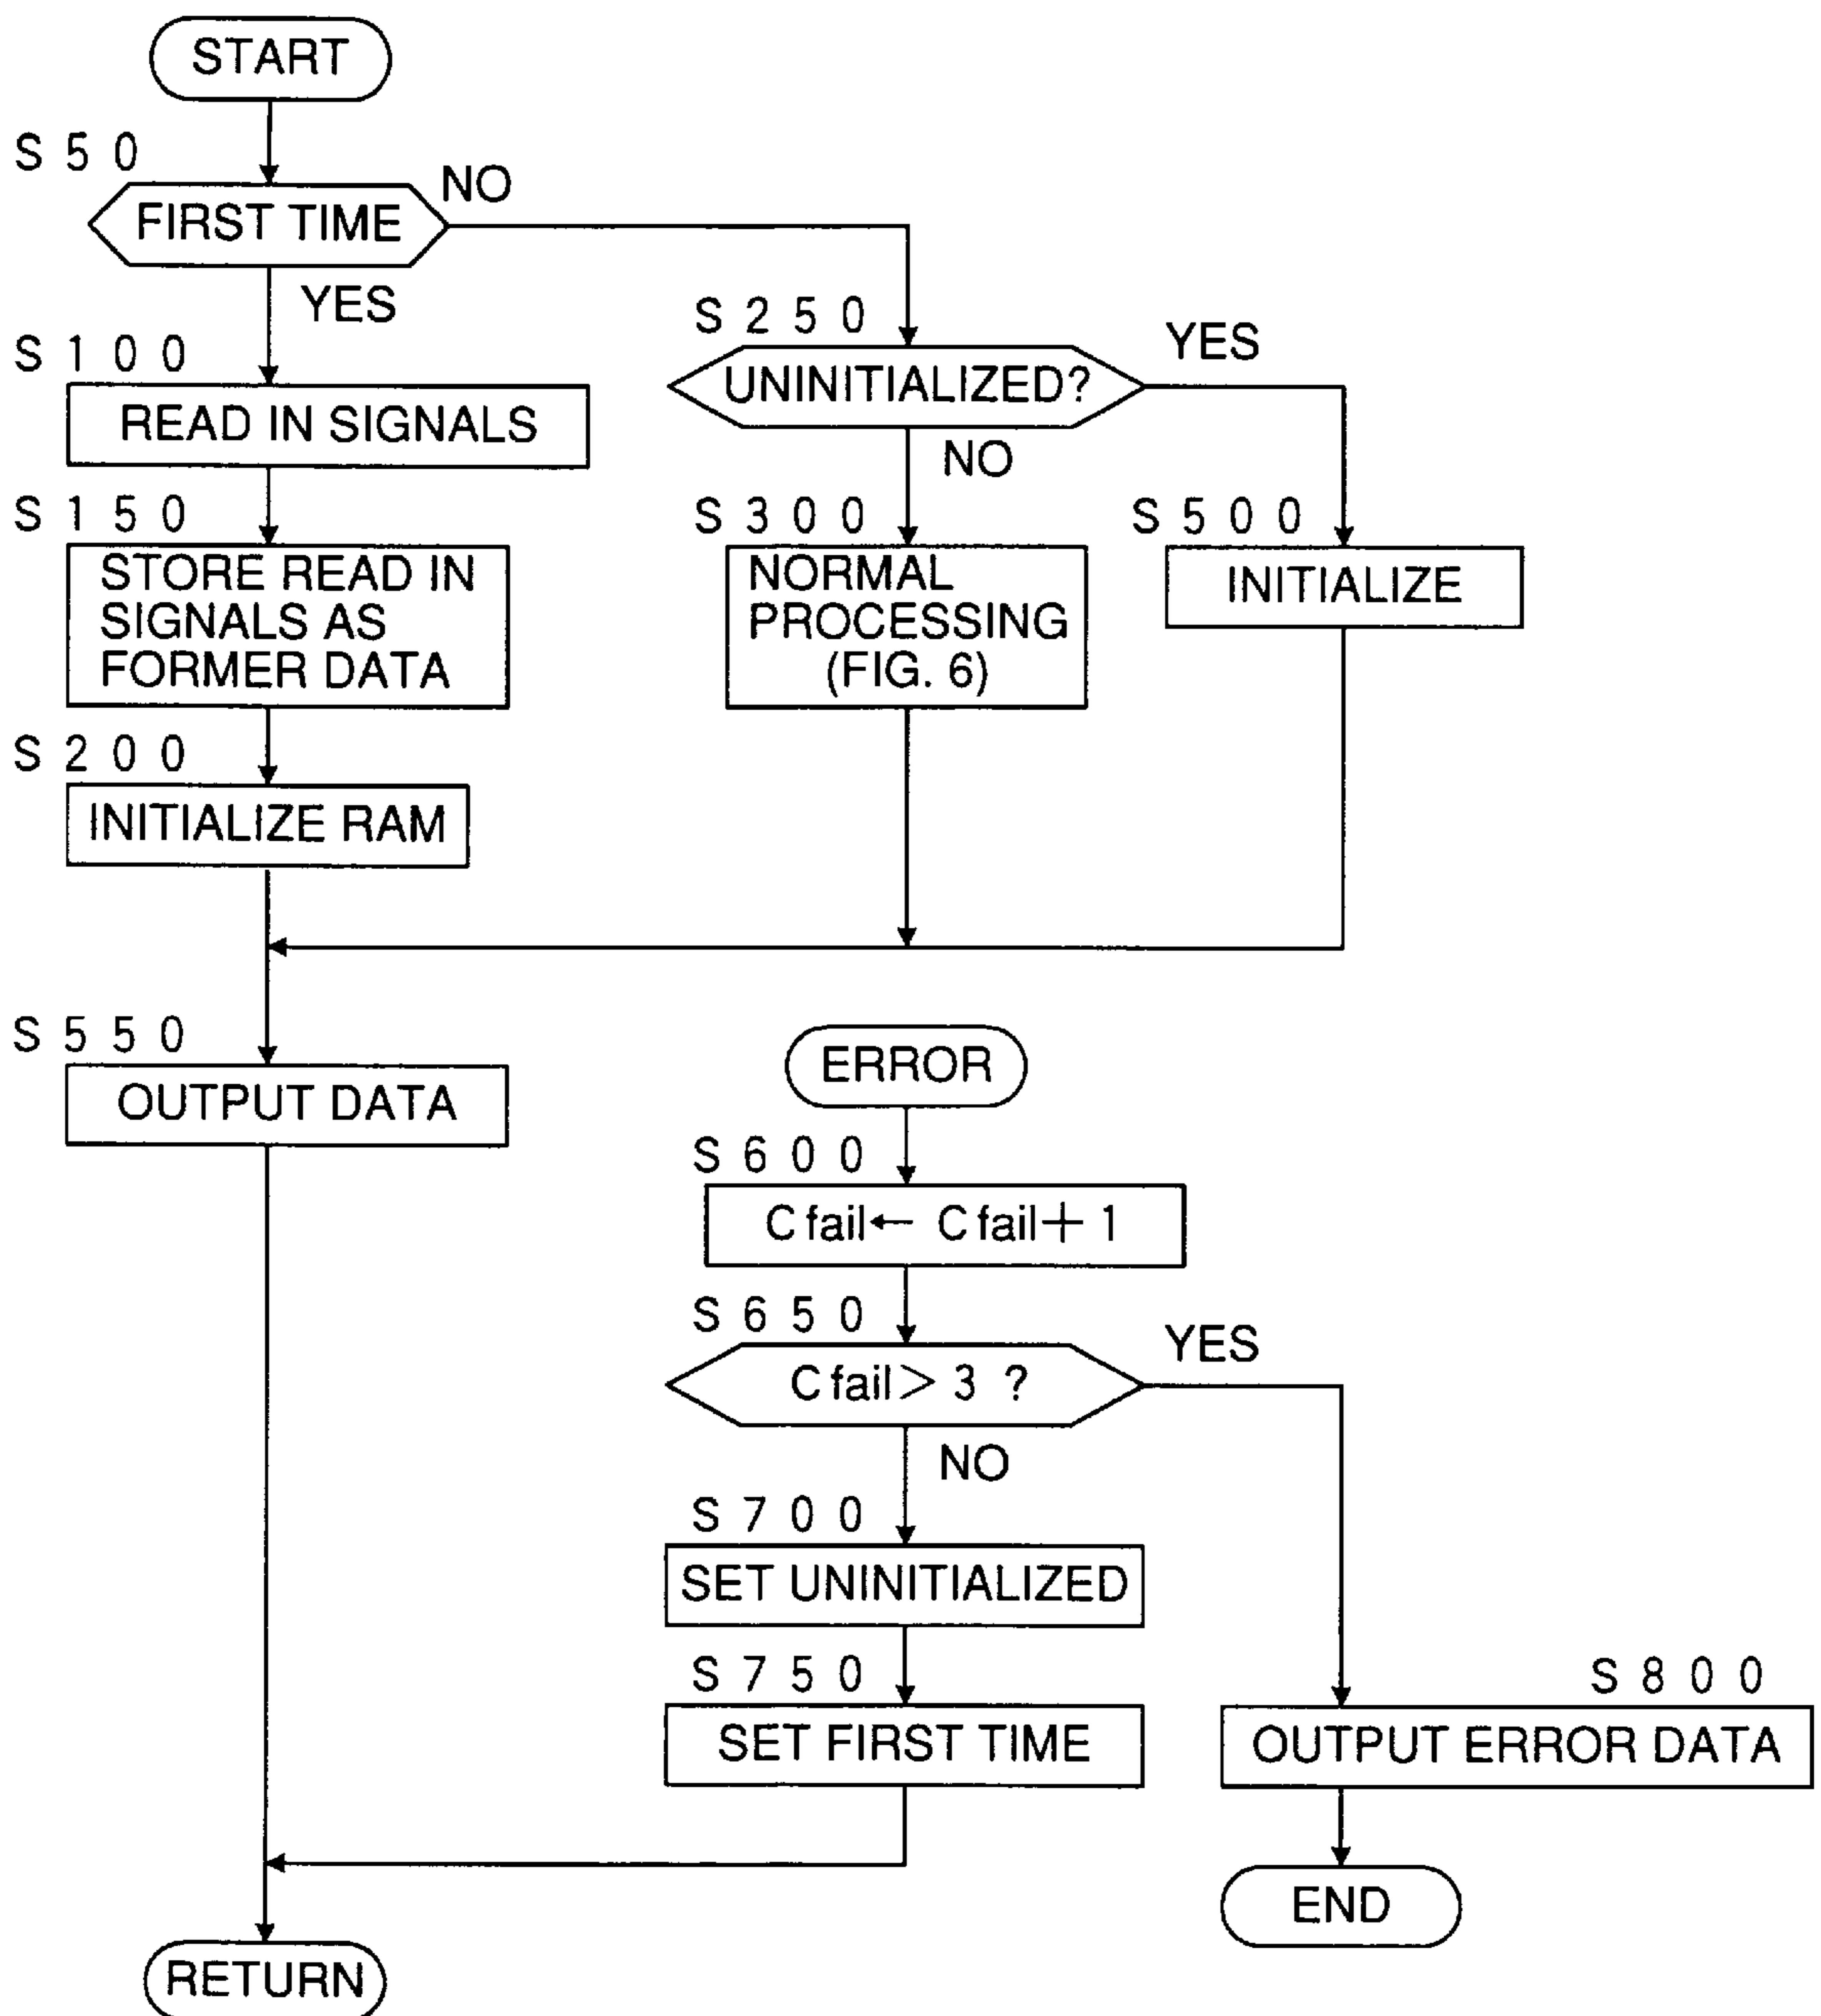 START
S 5 0
FIRST TIME
NO
YES
S 1 0 0
READ IN SIGNALS
S 1 5 0
STORE READ IN
SIGNALS AS
FORMER DATA
S 2 0 0
INITIALIZE RAM
S 2 5 0
UNINITIALIZED?
YES
NO
S 3 0 0
NORMAL
PROCESSING
(FIG. 6)
S 5 0 0
INITIALIZE
S 5 5 0
OUTPUT DATA
ERROR
S 6 0 0
C fail← C fail+ 1
S 6 5 0
C fail> 3 ?
YES
NO
S 7 0 0
SET UNINITIALIZED
S 7 5 0
SET FIRST TIME
S 8 0 0
OUTPUT ERROR DATA
END
RETURN